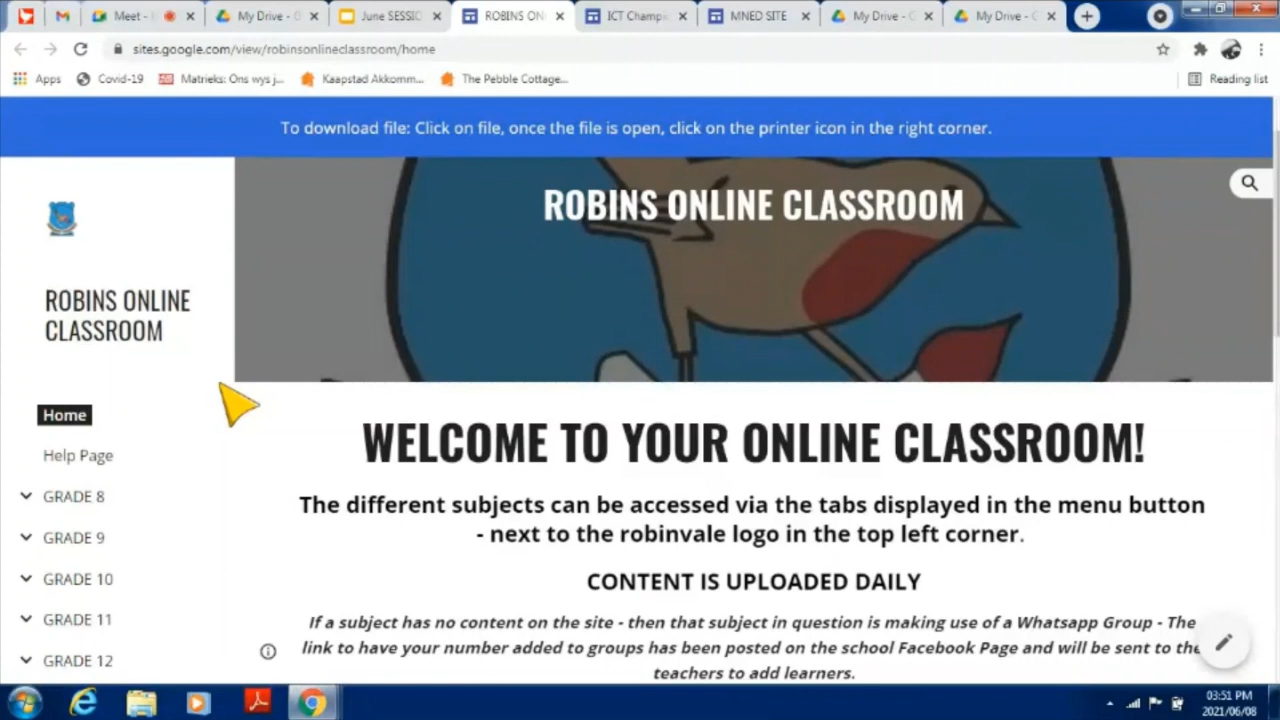 Meet -
My Drive - G
June SESSIO
ROBINS ON
ICT Champi
MNED SITE
My Drive - G
My Drive - G
sites.google.com/view/robinsonlineclassroom/home
Apps
Covid-19
Matrieks: Ons wys j...
Kaapstad Akkomm...
The Pebble Cottage...
Reading list
To download file: Click on file, once the file is open, click on the printer icon in the right corner.
ROBINS ONLINE CLASSROOM
ROBINS ONLINE
CLASSROOM
Home
Help Page
GRADE 8
GRADE 9
GRADE 10
GRADE 11
GRADE 12
WELCOME TO YOUR ONLINE CLASSROOM!
The different subjects can be accessed via the tabs displayed in the menu button
- next to the robinvale logo in the top left corner.
CONTENT IS UPLOADED DAILY
If a subject has no content on the site - then that subject in question is making use of a Whatsapp Group - The
link to have your number added to groups has been posted on the school Facebook Page and will be sent to the
teachers to add learners.
03:51 PM
2021/06/08